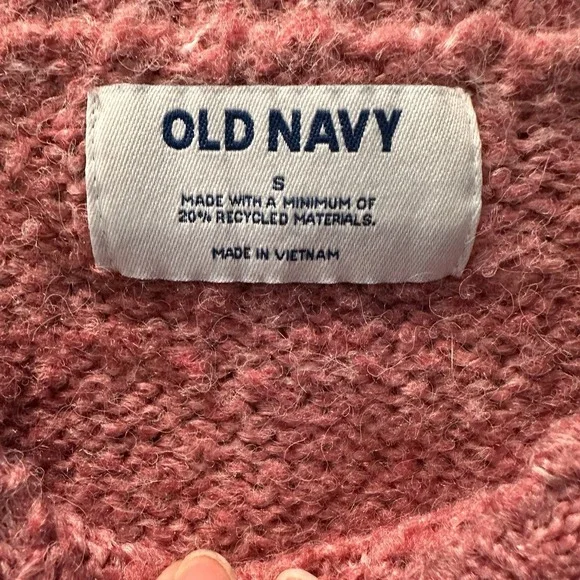 OLD NAVY
S
MADE WITH A MINIMUM OF
20% RECYCLED MATERIALS.
MADE IN VIETNAM